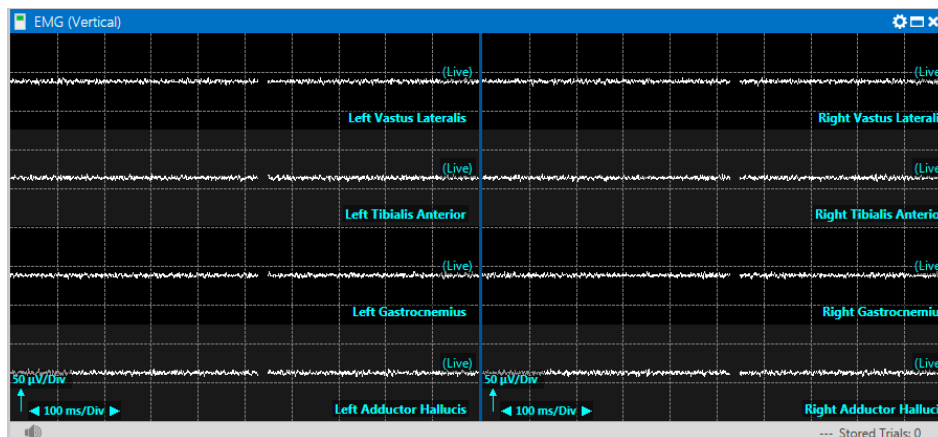 EMG (Vertical)
(Live) (Live
Left Vastus Lateralis Right Vastus Laterali
(Live) (Live
Left Tibialis Anterior Right Tibialis Anterio
(Live) (Live
Left Gastrocnemius Right Gastrocnemiu
(Live) (Live
50 µV/Div 50 µV/Div
100 ms/Div 100 ms/Div
Left Adductor Hallucis Right Adductor Halluci
--- Stored Trials: 0